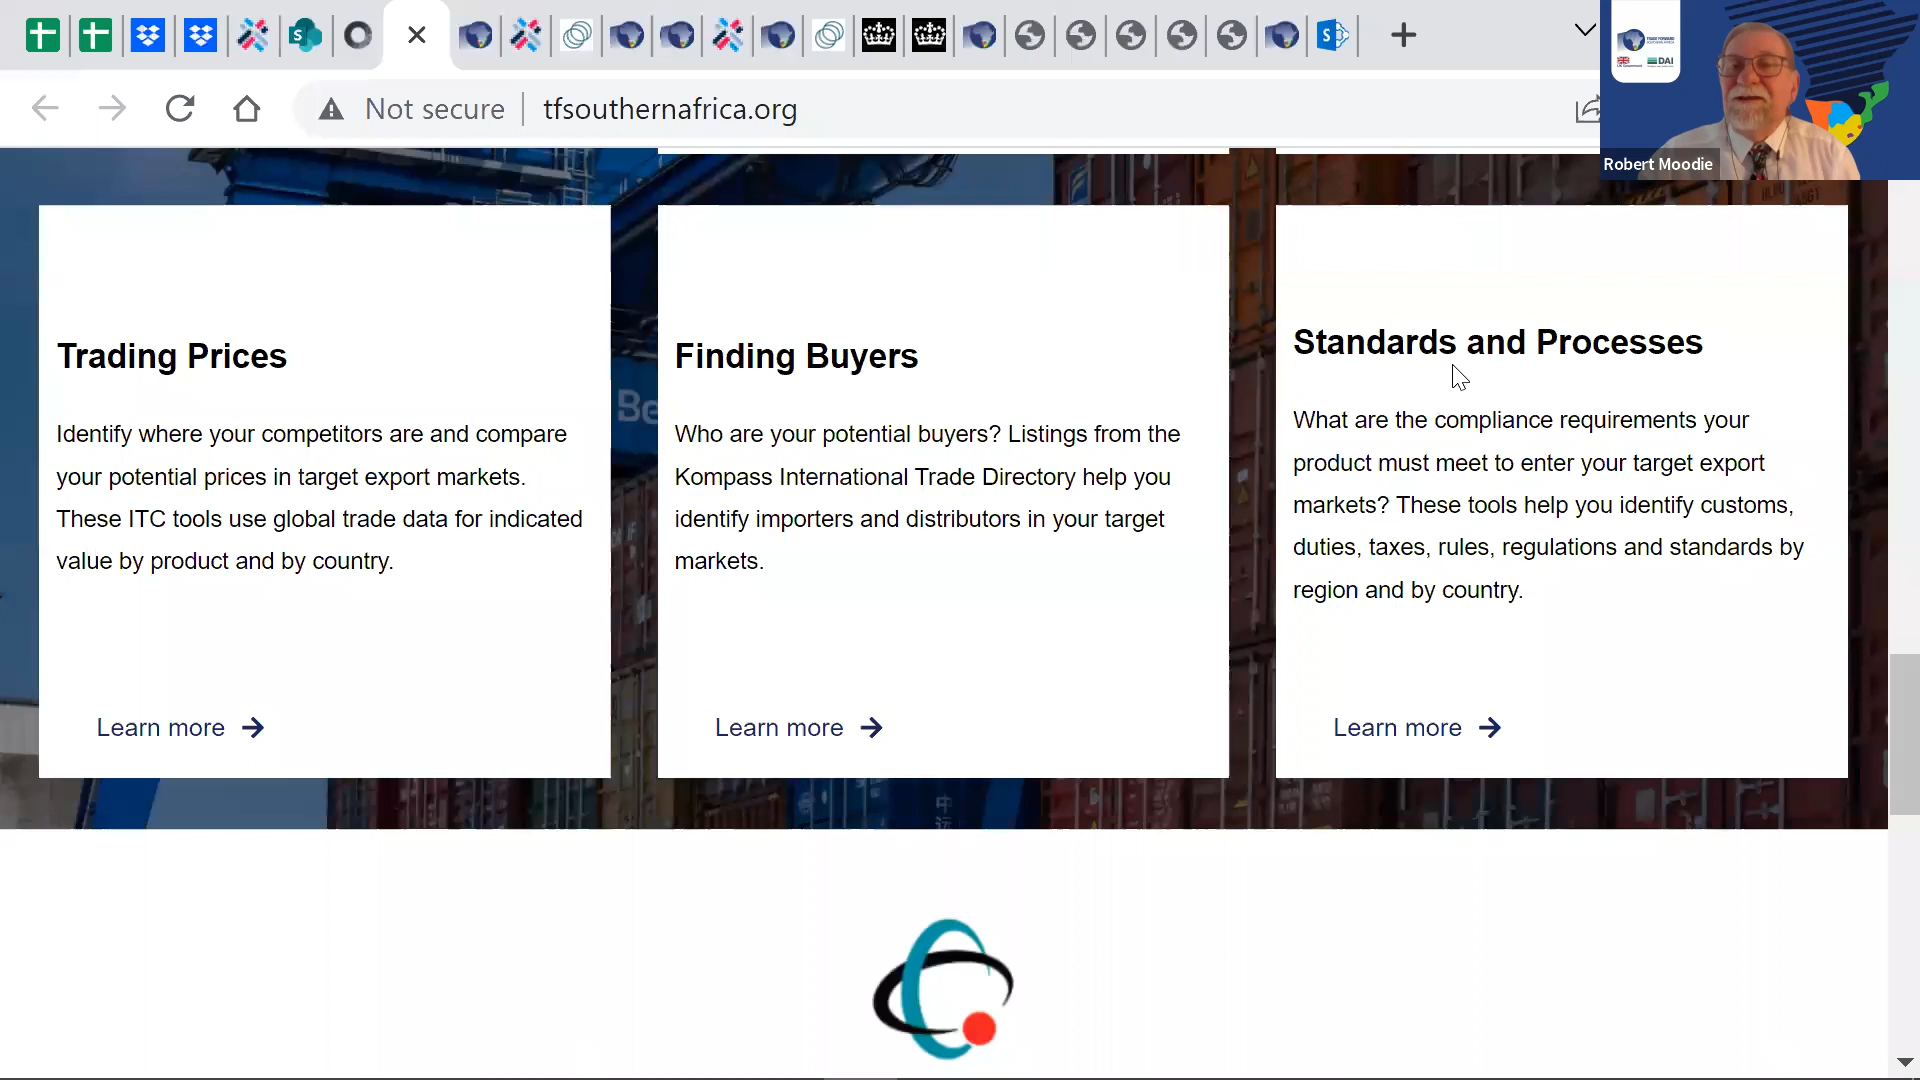 Not secure
tfsouthernafrica.org
DAI
Robert Moodie
Trading Prices
Identify where your competitors are and compare
your potential prices in target export markets.
These ITC tools use global trade data for indicated
value by product and by country.
Learn more
Be
Finding Buyers
Who are your potential buyers? Listings from the
Kompass International Trade Directory help you
identify importers and distributors in your target
markets.
Learn more
Standards and Processes
What are the compliance requirements your
product must meet to enter your target export
markets? These tools help you identify customs,
duties, taxes, rules, regulations and standards by
region and by country.
Learn more